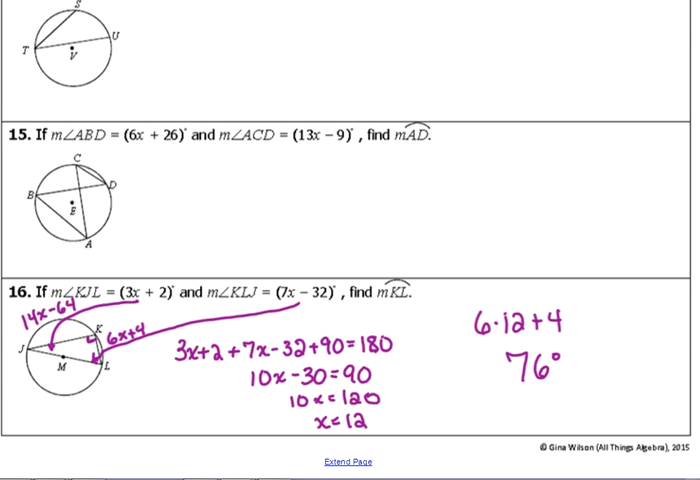 S
T
U
V
15. If m∠ABD = (6x + 26)° and m∠ACD = (13x − 9)°, find mAD.
C
B
D
E
A
16. If m∠KJL = (3x + 2)° and m∠KLJ = (7x − 32)°, find mKL.
14x-64
K
6x+4
J
M
L
3x+2+7x-32+90=180
10x-30=90
10x=120
x=12
6·12+4
76°
© Gina Wilson (All Things Algebra), 2015
Extend Page